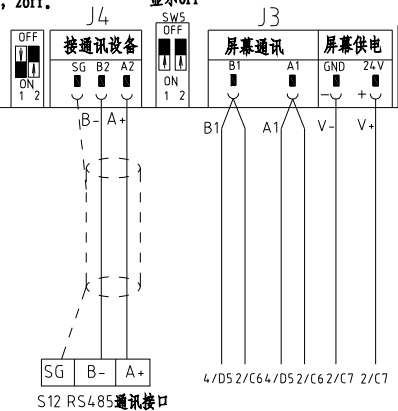 , 2off.
显示off
J4
SW5
J3
OFF
接通讯设备
OFF
屏幕通讯
屏幕供电
SG B2 A2
B1 A1 GND 24V
ON
ON
- +
1 2
1 2
B- A+
B1 A1 V- V+
SG B- A+
4/D5 2/C6 4/D5 2/C6 2/C7 2/C7
S12 RS485通讯接口